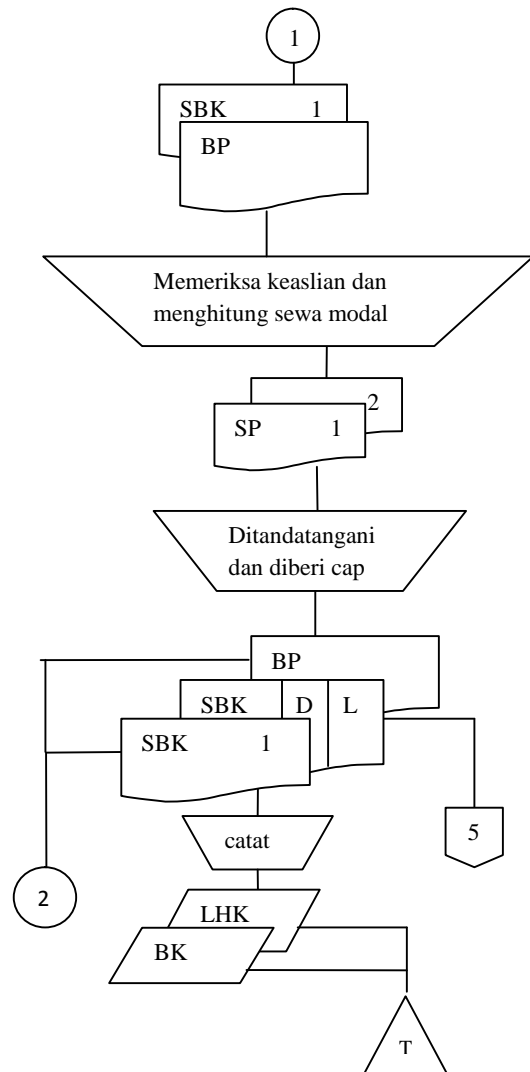 1
SBK 1
BP
Memeriksa keaslian dan
menghitung sewa modal
2
SP 1
Ditandatangani
dan diberi cap
BP
SBK D L
SBK 1
5
catat
2
LHK
BK
T